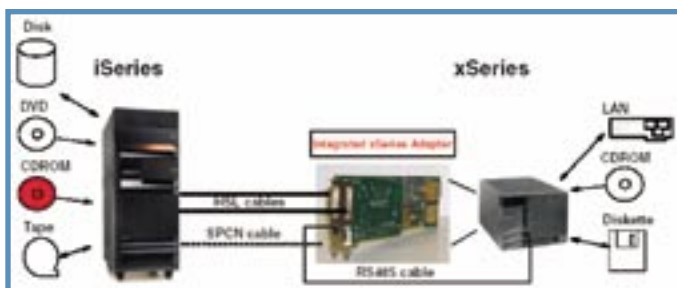 Disk
iSeries
xSeries
DVD
LAN
Integrated xSeries Adapter
CDROM
CDROM
HSL cables
Tape
SPCN cable
Diskette
RS485 cable